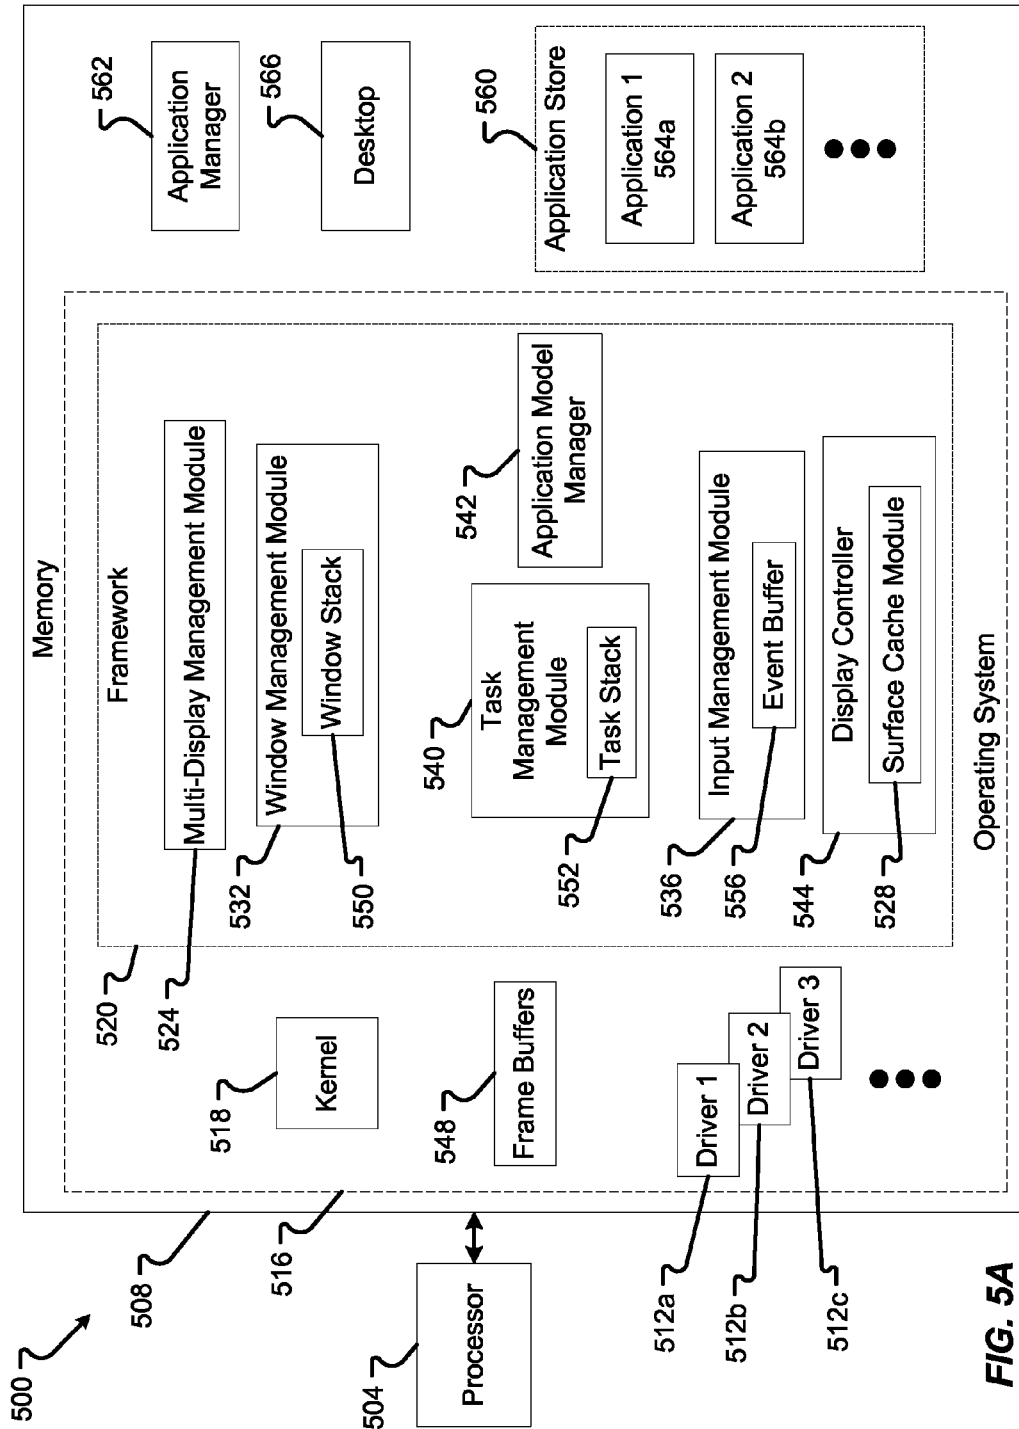 500
508
Memory
516
Operating System
504
Processor
518
Kernel
548
Frame Buffers
512a
Driver 1
512b
Driver 2
512c
Driver 3
520
Framework
524
Multi-Display Management Module
532
Window Management Module
550
Window Stack
540
Task
Management
Module
552
Task Stack
542
Application Model
Manager
536
Input Management Module
556
Event Buffer
544
Display Controller
528
Surface Cache Module
562
Application
Manager
566
Desktop
560
Application Store
Application 1
564a
Application 2
564b
FIG. 5A